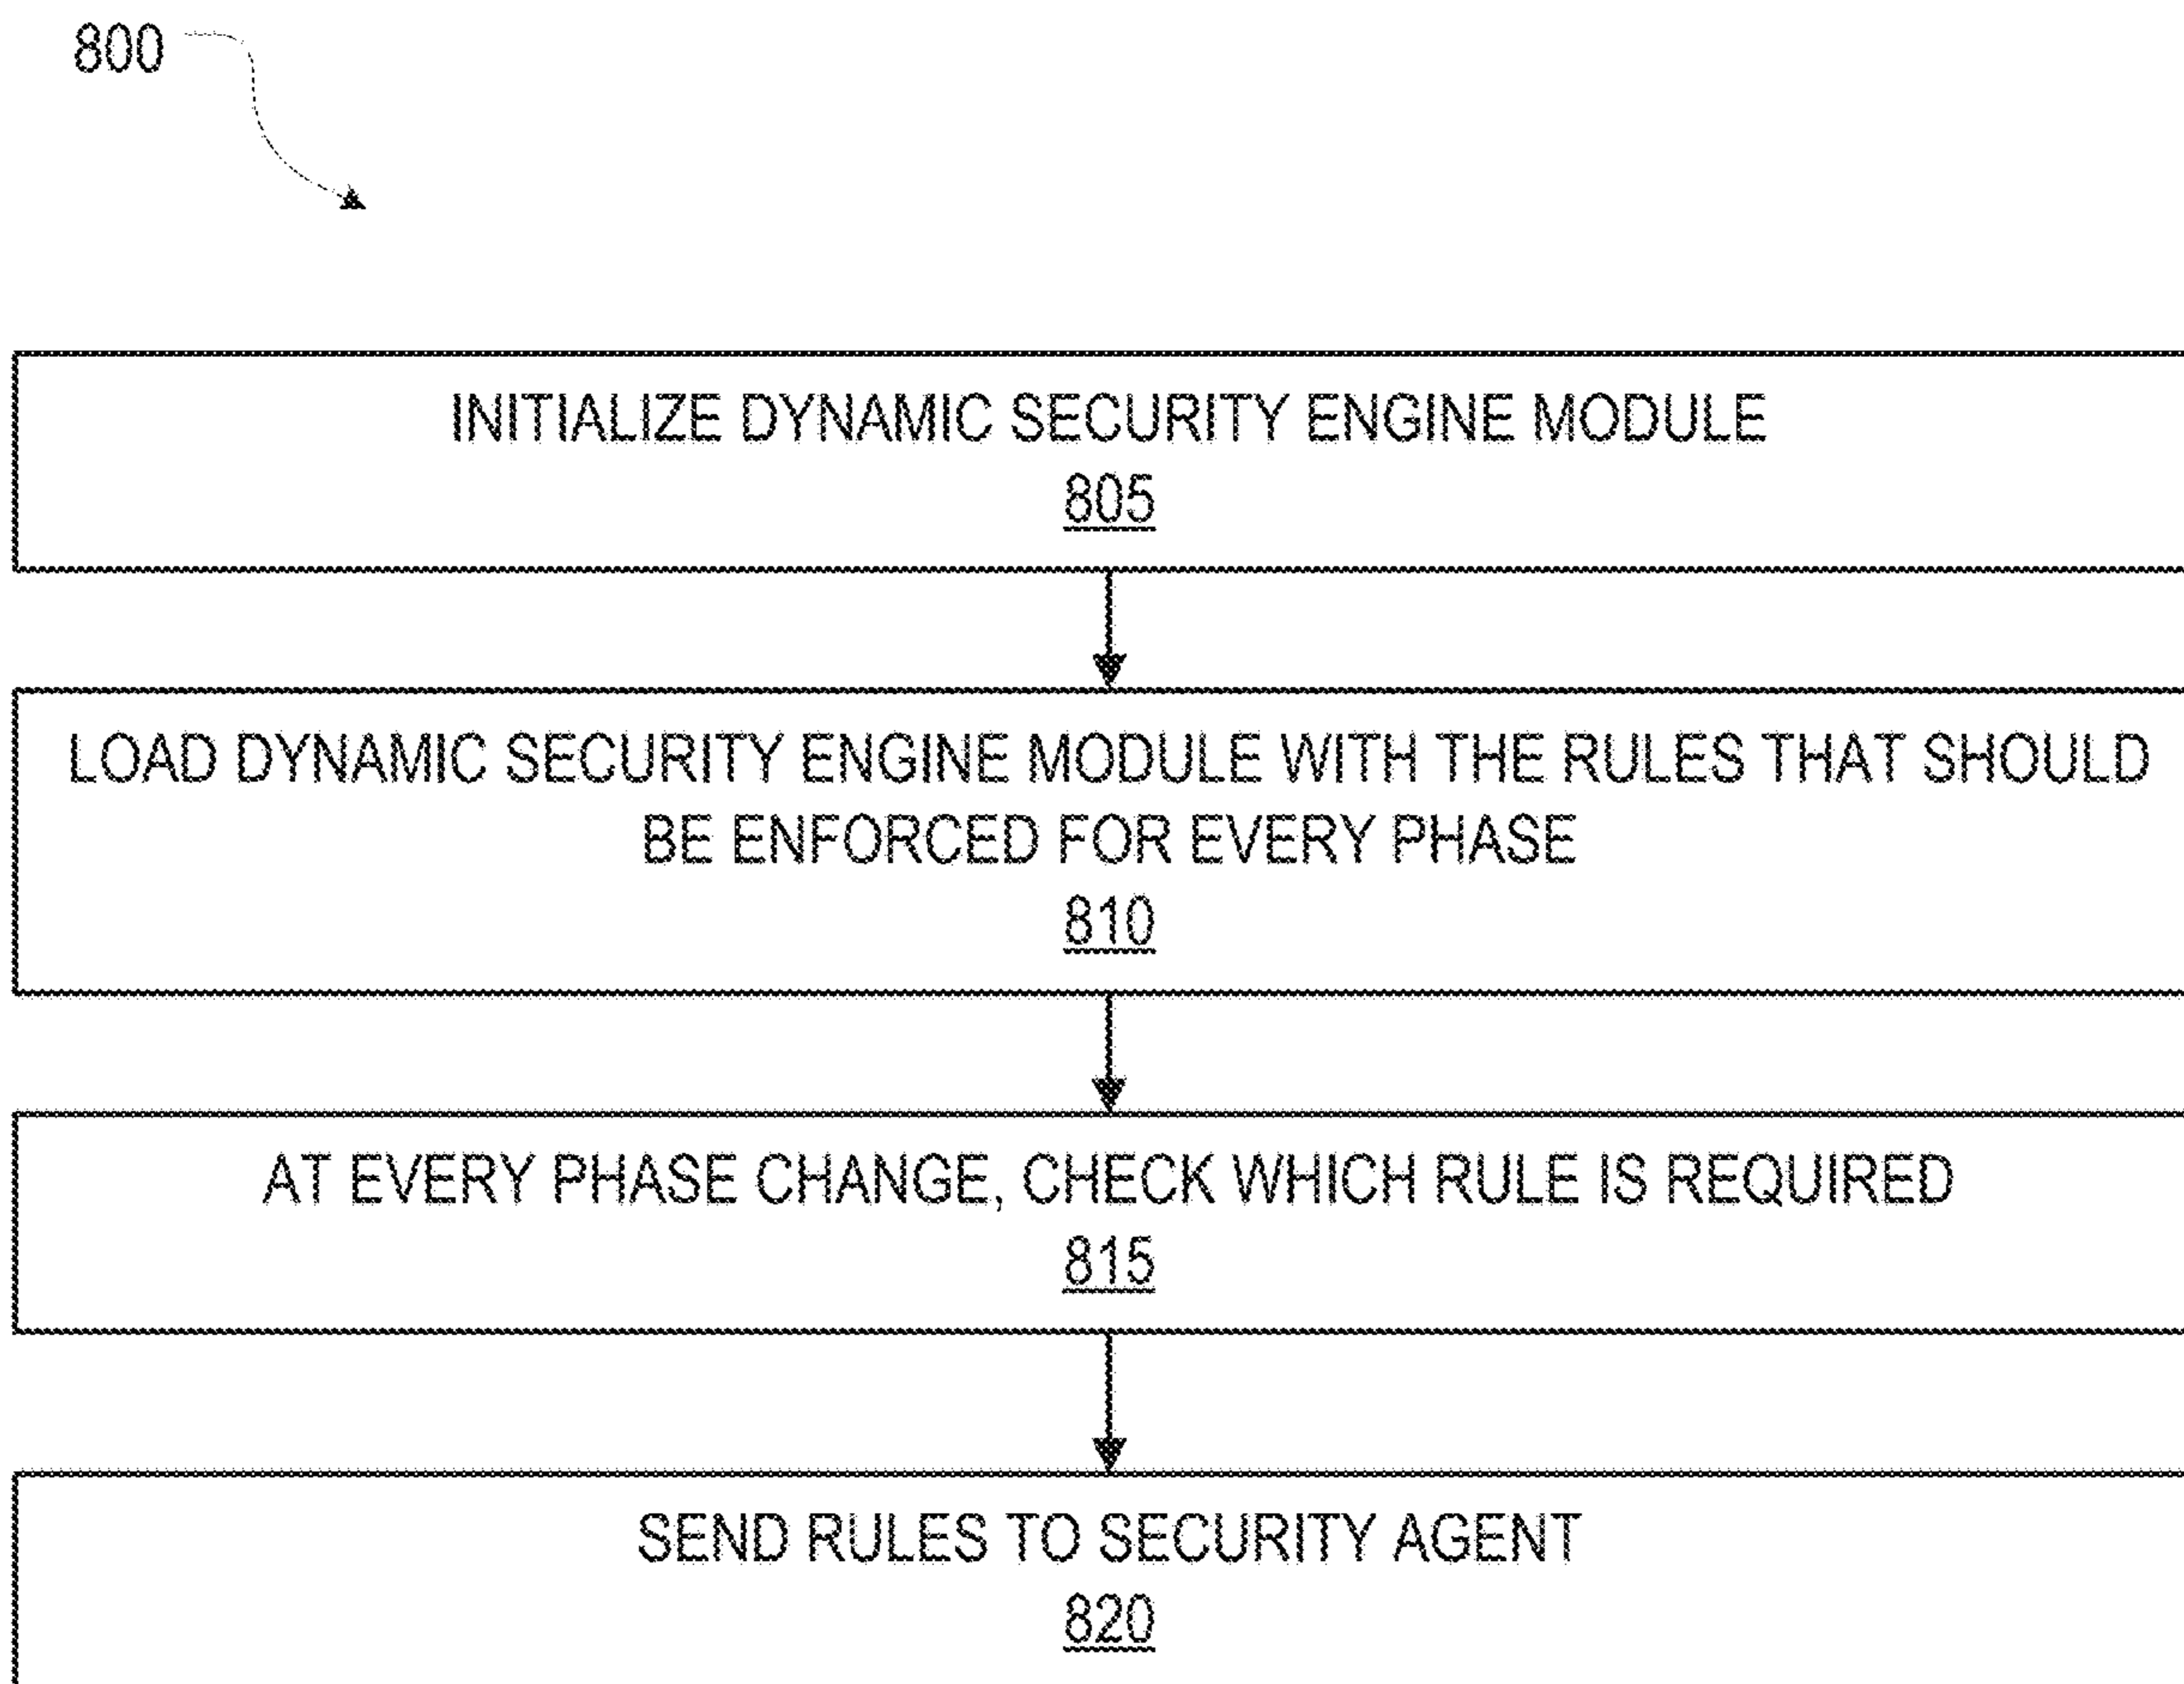 800
INITIALIZE DYNAMIC SECURITY ENGINE MODULE
805
LOAD DYNAMIC SECURITY ENGINE MODULE WITH THE RULES THAT SHOULD
BE ENFORCED FOR EVERY PHASE
810
AT EVERY PHASE CHANGE, CHECK WHICH RULE IS REQUIRED
815
SEND RULES TO SECURITY AGENT
820